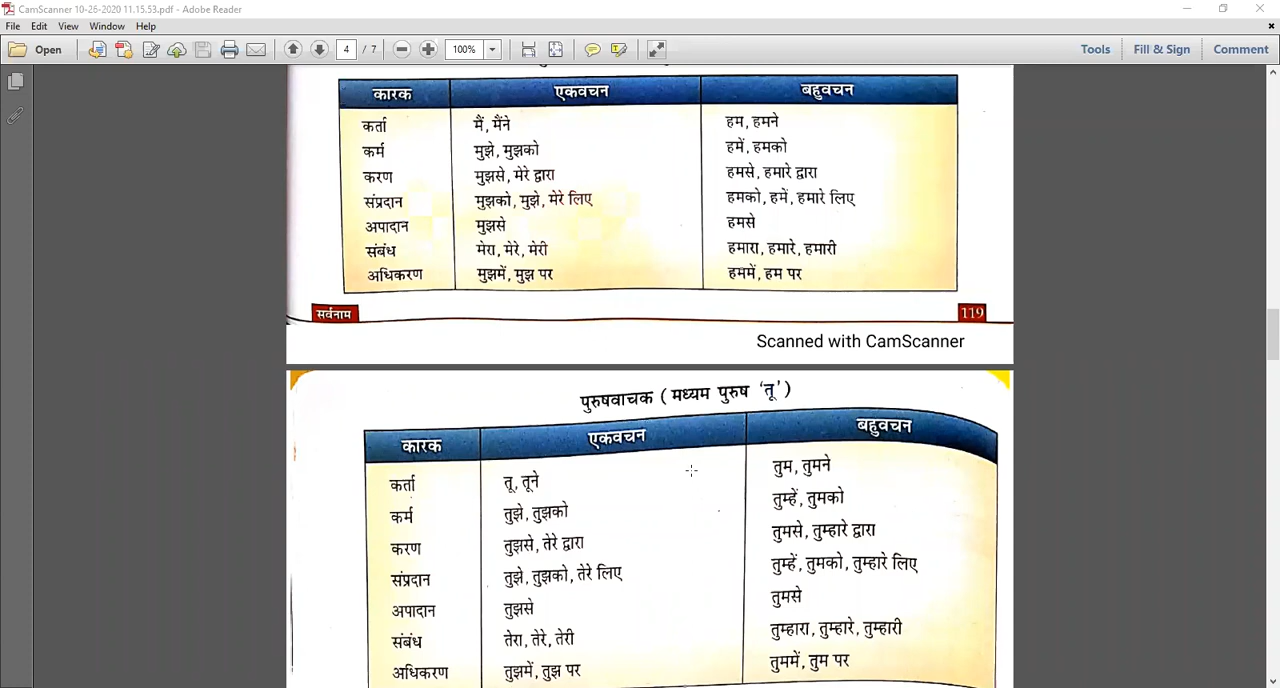 CamScanner 10-26-2020 11.15.53.pdf - Adobe Reader
File Edit View Window Help
Open 4 / 7 100% Tools Fill & Sign Comment
कारक एकवचन बहुवचन
कर्ता मैं, मैंने हम, हमने
कर्म मुझे, मुझको हमें, हमको
करण मुझसे, मेरे द्वारा हमसे, हमारे द्वारा
संप्रदान मुझको, मुझे, मेरे लिए हमको, हमें, हमारे लिए
अपादान मुझसे हमसे
संबंध मेरा, मेरे, मेरी हमारा, हमारे, हमारी
अधिकरण मुझमें, मुझ पर हममें, हम पर
सर्वनाम 119
Scanned with CamScanner
पुरुषवाचक ( मध्यम पुरुष 'तू')
कारक एकवचन बहुवचन
कर्ता तू, तूने तुम, तुमने
कर्म तुझे, तुझको तुम्हें, तुमको
करण तुझसे, तेरे द्वारा तुमसे, तुम्हारे द्वारा
संप्रदान तुझे, तुझको, तेरे लिए तुम्हें, तुमको, तुम्हारे लिए
अपादान तुझसे तुमसे
संबंध तेरा, तेरे, तेरी तुम्हारा, तुम्हारे, तुम्हारी
अधिकरण तुझमें, तुझ पर तुममें, तुम पर